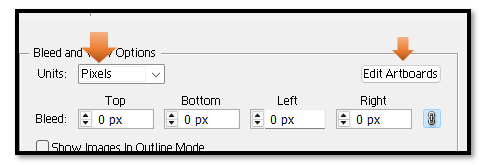 Bleed and View Options
Units: Pixels Edit Artboards
Top Bottom Left Right
Bleed: 0 px 0 px 0 px 0 px
Show Images In Outline Mode